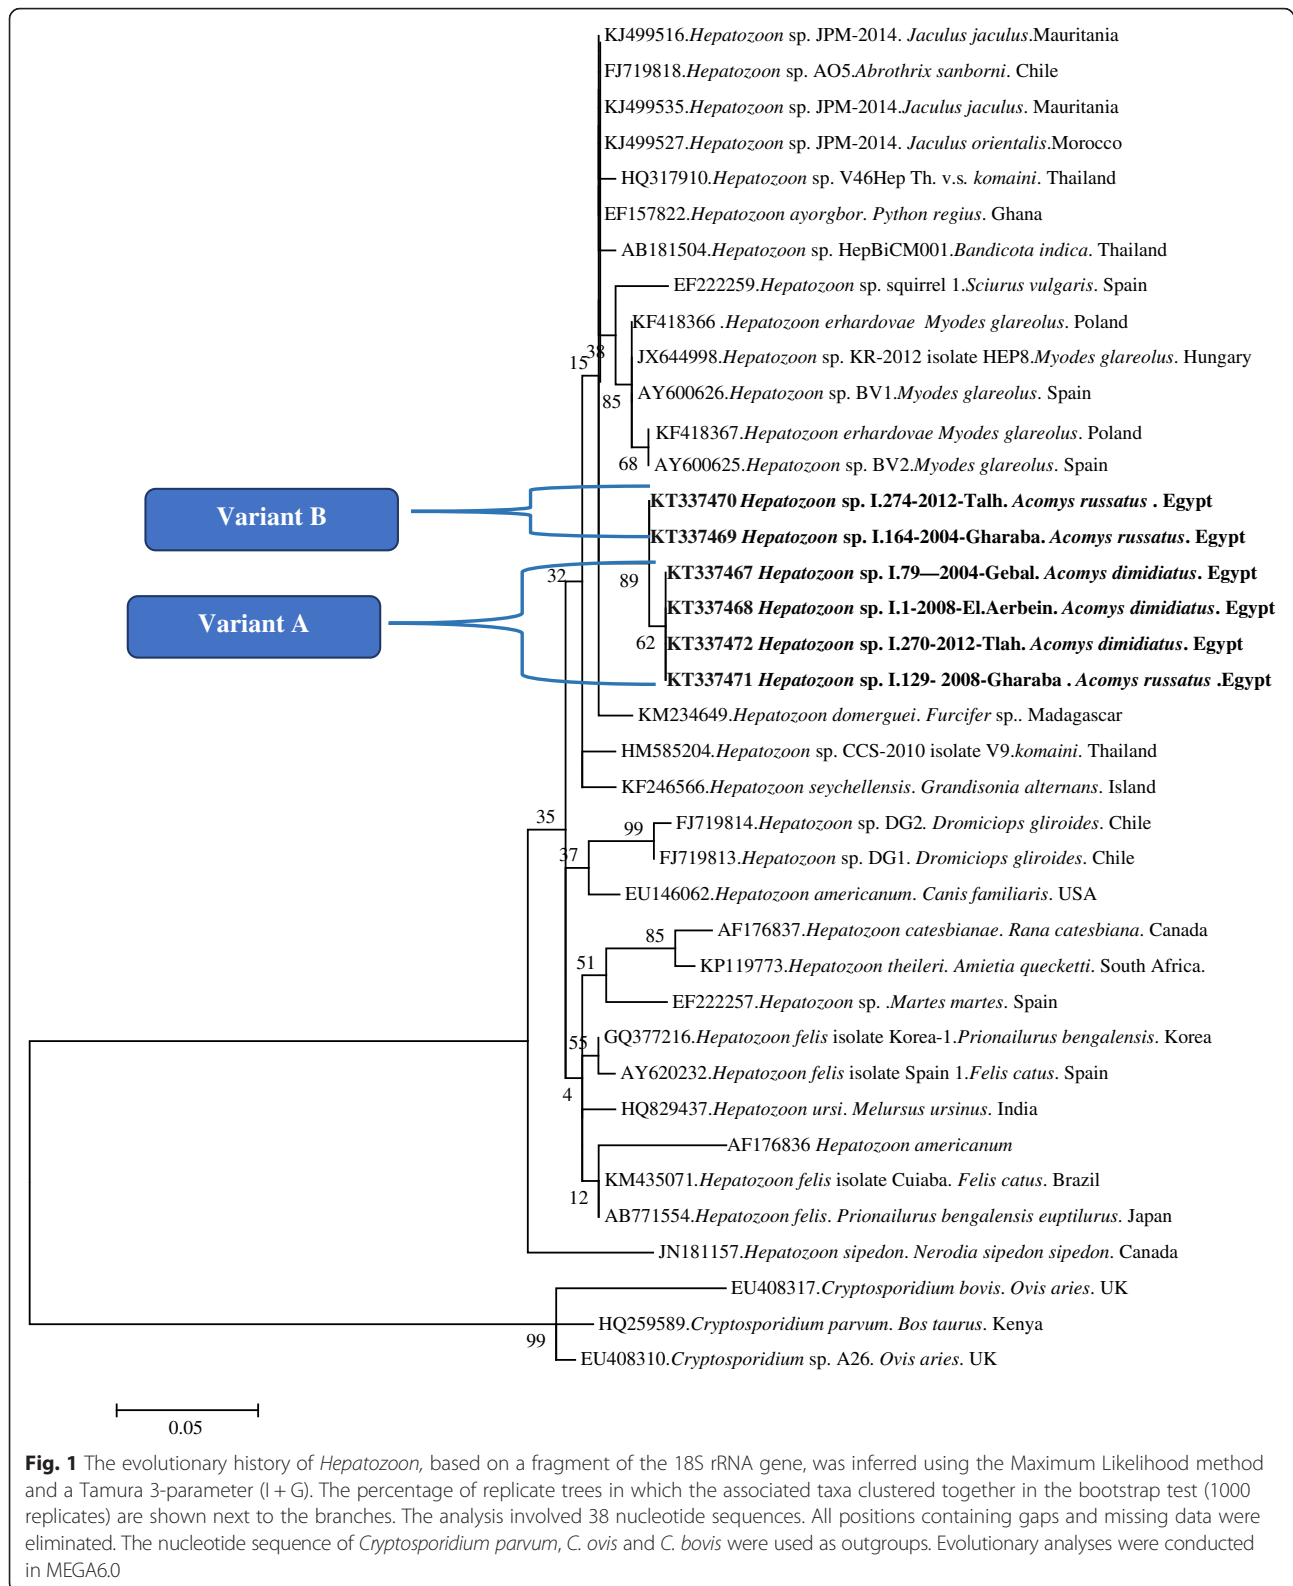 KJ499516.Hepatozoon sp. JPM-2014. Jaculus jaculus.Mauritania
FJ719818.Hepatozoon sp. AO5.Abrothrix sanborni. Chile
KJ499535.Hepatozoon sp. JPM-2014.Jaculus jaculus. Mauritania
KJ499527.Hepatozoon sp. JPM-2014. Jaculus orientalis.Morocco
HQ317910.Hepatozoon sp. V46Hep Th. v.s. komaini. Thailand
EF157822.Hepatozoon ayorgbor. Python regius. Ghana
AB181504.Hepatozoon sp. HepBiCM001.Bandicota indica. Thailand
EF222259.Hepatozoon sp. squirrel 1.Sciurus vulgaris. Spain
KF418366 .Hepatozoon erhardovae Myodes glareolus. Poland
15
38
JX644998.Hepatozoon sp. KR-2012 isolate HEP8.Myodes glareolus. Hungary
AY600626.Hepatozoon sp. BV1.Myodes glareolus. Spain
85
KF418367.Hepatozoon erhardovae Myodes glareolus. Poland
68
AY600625.Hepatozoon sp. BV2.Myodes glareolus. Spain
KT337470 Hepatozoon sp. I.274-2012-Talh. Acomys russatus . Egypt
Variant B
KT337469 Hepatozoon sp. I.164-2004-Gharaba. Acomys russatus. Egypt
32
89
KT337467 Hepatozoon sp. I.79—2004-Gebal. Acomys dimidiatus. Egypt
KT337468 Hepatozoon sp. I.1-2008-El.Aerbein. Acomys dimidiatus. Egypt
Variant A
62
KT337472 Hepatozoon sp. I.270-2012-Tlah. Acomys dimidiatus. Egypt
KT337471 Hepatozoon sp. I.129- 2008-Gharaba . Acomys russatus .Egypt
KM234649.Hepatozoon domerguei. Furcifer sp.. Madagascar
HM585204.Hepatozoon sp. CCS-2010 isolate V9.komaini. Thailand
KF246566.Hepatozoon seychellensis. Grandisonia alternans. Island
35
99
FJ719814.Hepatozoon sp. DG2. Dromiciops gliroides. Chile
37
FJ719813.Hepatozoon sp. DG1. Dromiciops gliroides. Chile
EU146062.Hepatozoon americanum. Canis familiaris. USA
85
AF176837.Hepatozoon catesbianae. Rana catesbiana. Canada
51
KP119773.Hepatozoon theileri. Amietia quecketti. South Africa.
EF222257.Hepatozoon sp. .Martes martes. Spain
55
GQ377216.Hepatozoon felis isolate Korea-1.Prionailurus bengalensis. Korea
AY620232.Hepatozoon felis isolate Spain 1.Felis catus. Spain
4
HQ829437.Hepatozoon ursi. Melursus ursinus. India
AF176836 Hepatozoon americanum
KM435071.Hepatozoon felis isolate Cuiaba. Felis catus. Brazil
12
AB771554.Hepatozoon felis. Prionailurus bengalensis euptilurus. Japan
JN181157.Hepatozoon sipedon. Nerodia sipedon sipedon. Canada
EU408317.Cryptosporidium bovis. Ovis aries. UK
HQ259589.Cryptosporidium parvum. Bos taurus. Kenya
99
EU408310.Cryptosporidium sp. A26. Ovis aries. UK
0.05
Fig. 1 The evolutionary history of Hepatozoon, based on a fragment of the 18S rRNA gene, was inferred using the Maximum Likelihood method
and a Tamura 3-parameter (I + G). The percentage of replicate trees in which the associated taxa clustered together in the bootstrap test (1000
replicates) are shown next to the branches. The analysis involved 38 nucleotide sequences. All positions containing gaps and missing data were
eliminated. The nucleotide sequence of Cryptosporidium parvum, C. ovis and C. bovis were used as outgroups. Evolutionary analyses were conducted
in MEGA6.0